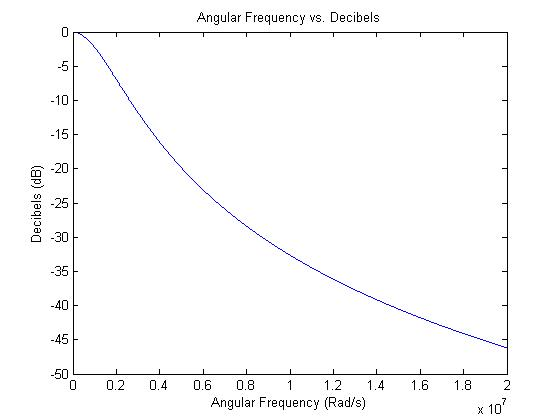 Angular Frequency vs. Decibels
0
-5
-10
-15
-20
-25
-30
-35
-40
-45
-50
Decibels (dB)
0 0.2 0.4 0.6 0.8 1 1.2 1.4 1.6 1.8 2
Angular Frequency (Rad/s)
x 10^7